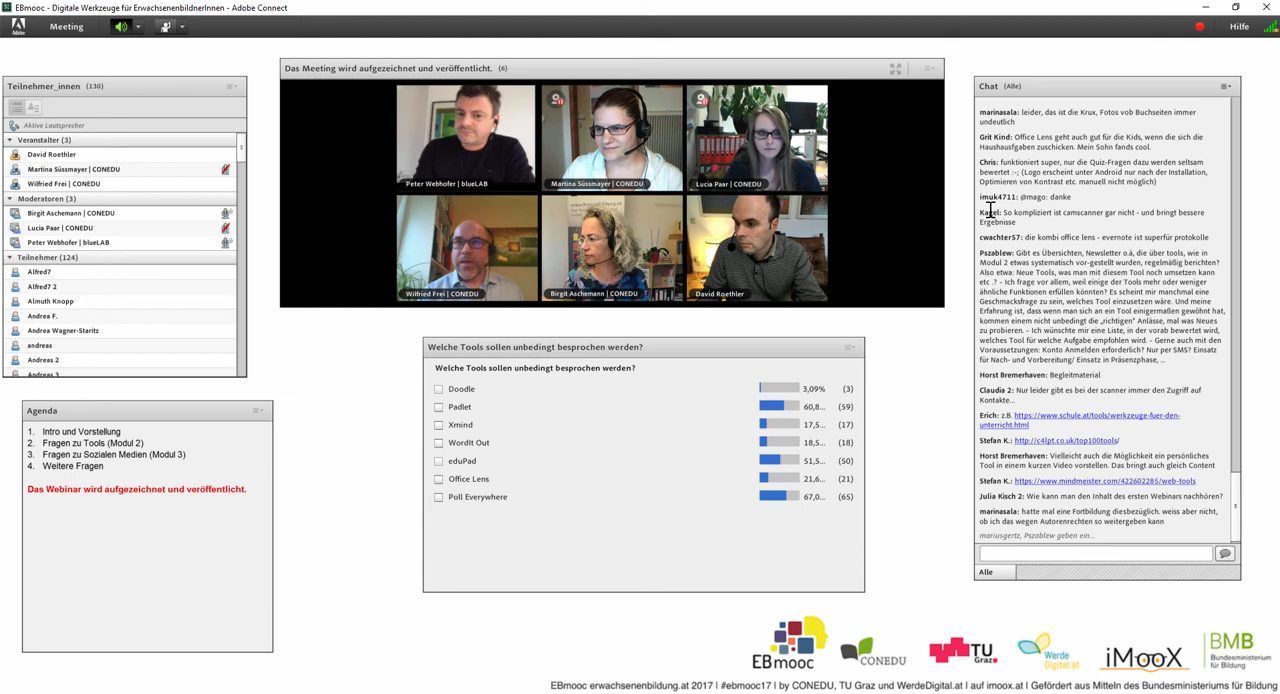 EBmooc - Digitale Werkzeuge für ErwachsenenbildnerInnen - Adobe Connect
Adobe
Meeting
Hilfe
Teilnehmer_innen (130)
Aktive Lautsprecher
Veranstalter (3)
David Roethler
Martina Süssmayer | CONEDU
Wilfried Frei | CONEDU
Moderatoren (3)
Birgit Aschemann | CONEDU
Lucia Paar | CONEDU
Peter Webhofer | blueLAB
Teilnehmer (124)
Alfred7
Alfred7 2
Almuth Knopp
Andrea F.
Andrea Wagner-Staritz
andreas
Andreas 2
Andreas 3
Agenda
1. Intro und Vorstellung
2. Fragen zu Tools (Modul 2)
3. Fragen zu Sozialen Medien (Modul 3)
4. Weitere Fragen
Das Webinar wird aufgezeichnet und veröffentlicht.
Das Meeting wird aufgezeichnet und veröffentlicht. (6)
Peter Webhofer | blueLAB
Martina Süssmayer | CONEDU
Lucia Paar | CONEDU
Wilfried Frei | CONEDU
Birgit Aschemann | CONEDU
David Roethler
Welche Tools sollen unbedingt besprochen werden?
Welche Tools sollen unbedingt besprochen werden?
Doodle 3,09% (3)
Padlet 60,8... (59)
Xmind 17,5... (17)
WordIt Out 18,5... (18)
eduPad 51,5... (50)
Office Lens 21,6... (21)
Poll Everywhere 67,0... (65)
Chat (Alle)
marinasala: leider, das ist die Krux, Fotos vob Buchseiten immer
undeutlich
Grit Kind: Office Lens geht auch gut für die Kids, wenn die sich die
Hausaufgaben zuschicken. Mein Sohn fands cool.
Chris: funktioniert super, nur die Quiz-Fragen dazu werden seltsam
bewertet :-; (Logo erscheint unter Android nur nach der Installation,
Optimieren von Kontrast etc. manuell nicht möglich)
imuk4711: @mago: danke
So kompliziert ist camscanner gar nicht - und bringt bessere
Ergebnisse
cwachter57: die kombi office lens - evernote ist superfür protokolle
Pszablew: Gibt es Übersichten, Newsletter o.ä, die über tools, wie in
Modul 2 etwas systematisch vor-gestellt wurden, regelmäßig berichten?
Also etwa: Neue Tools, was man mit diesem Tool noch umsetzen kann
etc .? - Ich frage vor allem, weil einige der Tools mehr oder weniger
ähnliche Funktionen erfüllen könnten? Es scheint mir manchmal eine
Geschmacksfrage zu sein, welches Tool einzusetzen wäre. Und meine
Erfahrung ist, dass wenn man sich an ein Tool einigermaßen gewöhnt hat,
kommen einem nicht unbedingt die „richtigen" Anlässe, mal was Neues
zu probieren. - Ich wünschte mir eine Liste, in der vorab bewertet wird,
welches Tool für welche Aufgabe empfohlen wird. - Gerne auch mit den
Voraussetzungen: Konto Anmelden erforderlich? Nur per SMS? Einsatz
für Nach- und Vorbereitung/ Einsatz in Präsenzphase, ...
Horst Bremerhaven: Begleitmaterial
Claudia 2: Nur leider gibt es bei der scanner immer den Zugriff auf
Kontakte...
Erich: z.B. https://www.schule.at/tools/werkzeuge-fuer-den-
unterricht.html
Stefan K.: http://c4lpt.co.uk/top100tools/
Horst Bremerhaven: Vielleicht auch die Möglichkeit ein persönliches
Tool in einem kurzen Video vorstellen. Das bringt auch gleich Content
Stefan K.: https://www.mindmeister.com/422602285/web-tools
Julia Kisch 2: Wie kann man den Inhalt des ersten Webinars nachhören?
marinasala: hatte mal eine Fortbildung diesbezüglich. weiss aber nicht,
ob ich das wegen Autorenrechten so weitergeben kann
mariusgertz, Pszablew geben ein...
Alle
EBmooc
CONEDU
TU
Graz
Werde
Digital.at
iMooX
BMB
Bundesministerium
für Bildung
EBmooc erwachsenenbildung.at 2017 | #ebmooc17 | by CONEDU, TU Graz und WerdeDigital.at | auf imoox.at | Gefördert aus Mitteln des Bundesministeriums für Bildung